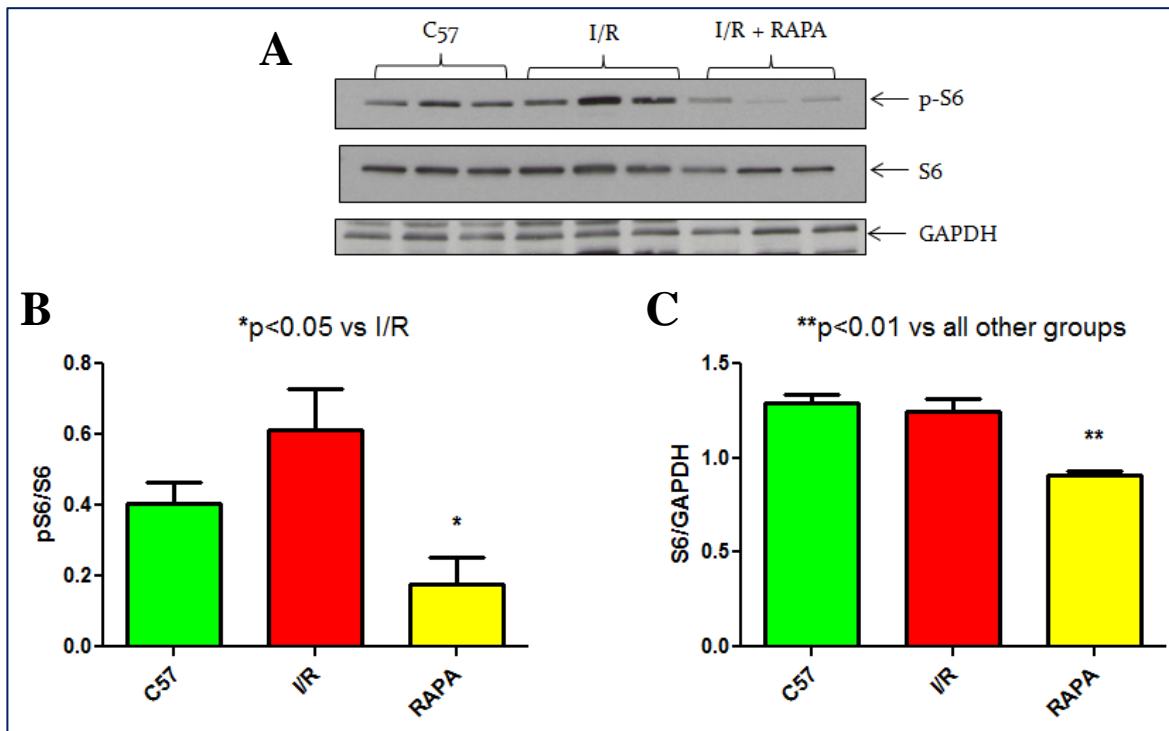 A
C57 I/R I/R + RAPA
p-S6
S6
GAPDH
B
*p<0.05 vs I/R
pS6/S6
0.8
0.6
0.4
0.2
0.0
*
C57 I/R RAPA
C
**p<0.01 vs all other groups
S6/GAPDH
1.5
1.0
0.5
0.0
**
C57 I/R RAPA